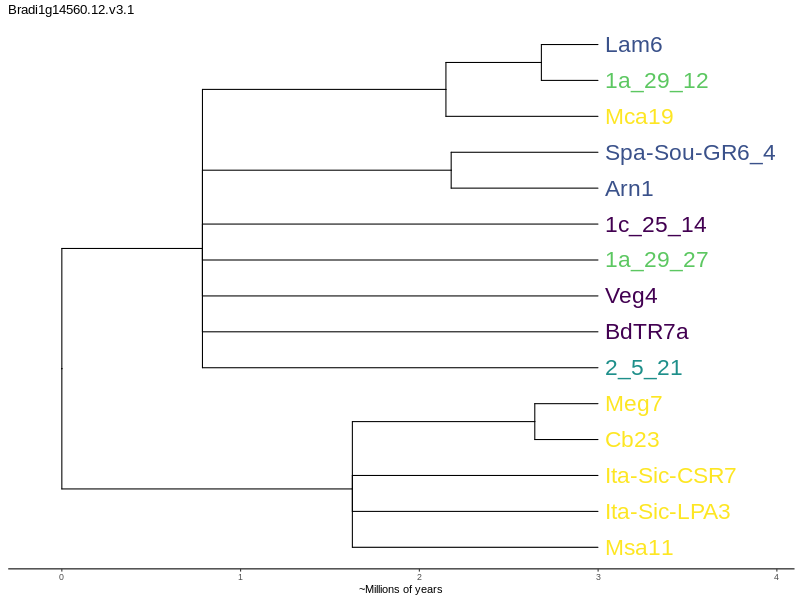 Bradi1g14560.12.v3.1
Lam6
1a_29_12
Mca19
Spa-Sou-GR6_4
Arn1
1c_25_14
1a_29_27
Veg4
BdTR7a
2_5_21
Meg7
Cb23
Ita-Sic-CSR7
Ita-Sic-LPA3
Msa11
0 1 2 3 4
~Millions of years